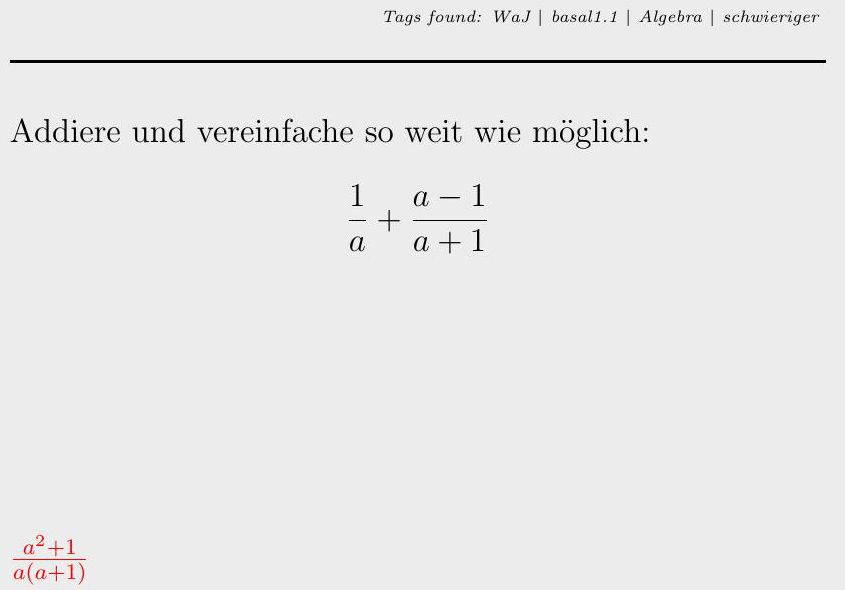 Tags found: WaJ | basal1.1 | Algebra | schwieriger
Addiere und vereinfache so weit wie möglich:
\frac{1}{a} + \frac{a-1}{a+1}
\frac{a^2+1}{a(a+1)}